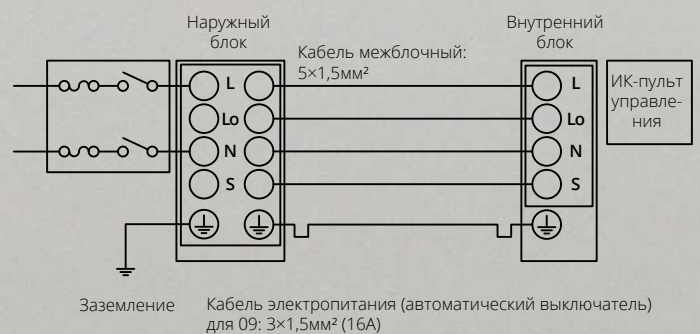 Наружный
блок
Внутренний
блок
Кабель межблочный:
5×1,5мм²
L
L
ИК-пульт
управле-
ния
Lo
Lo
N
N
S
S
Заземление
Кабель электропитания (автоматический выключатель)
для 09: 3×1,5мм² (16А)